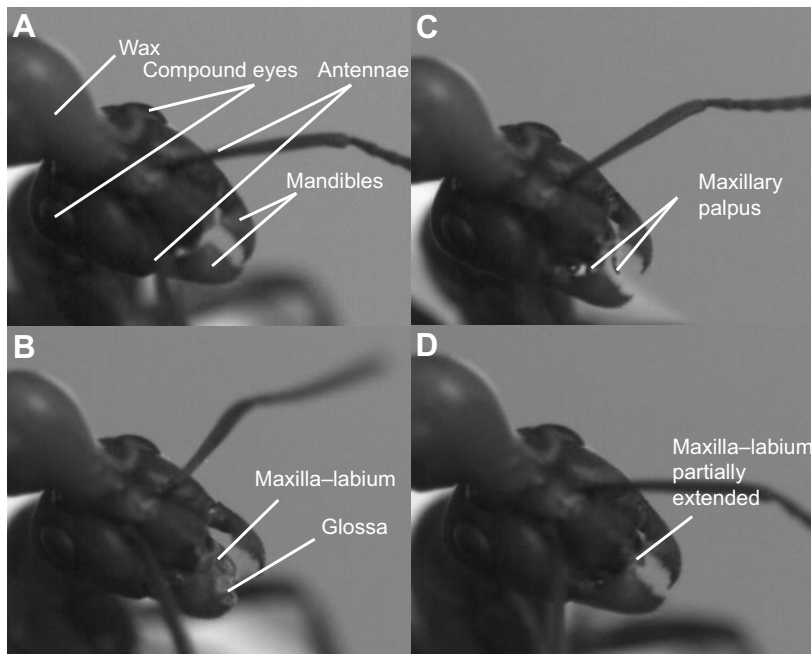 A
Wax
Compound eyes
Antennae
Mandibles
C
Maxillary
palpus
B
Maxilla–labium
Glossa
D
Maxilla–labium
partially
extended